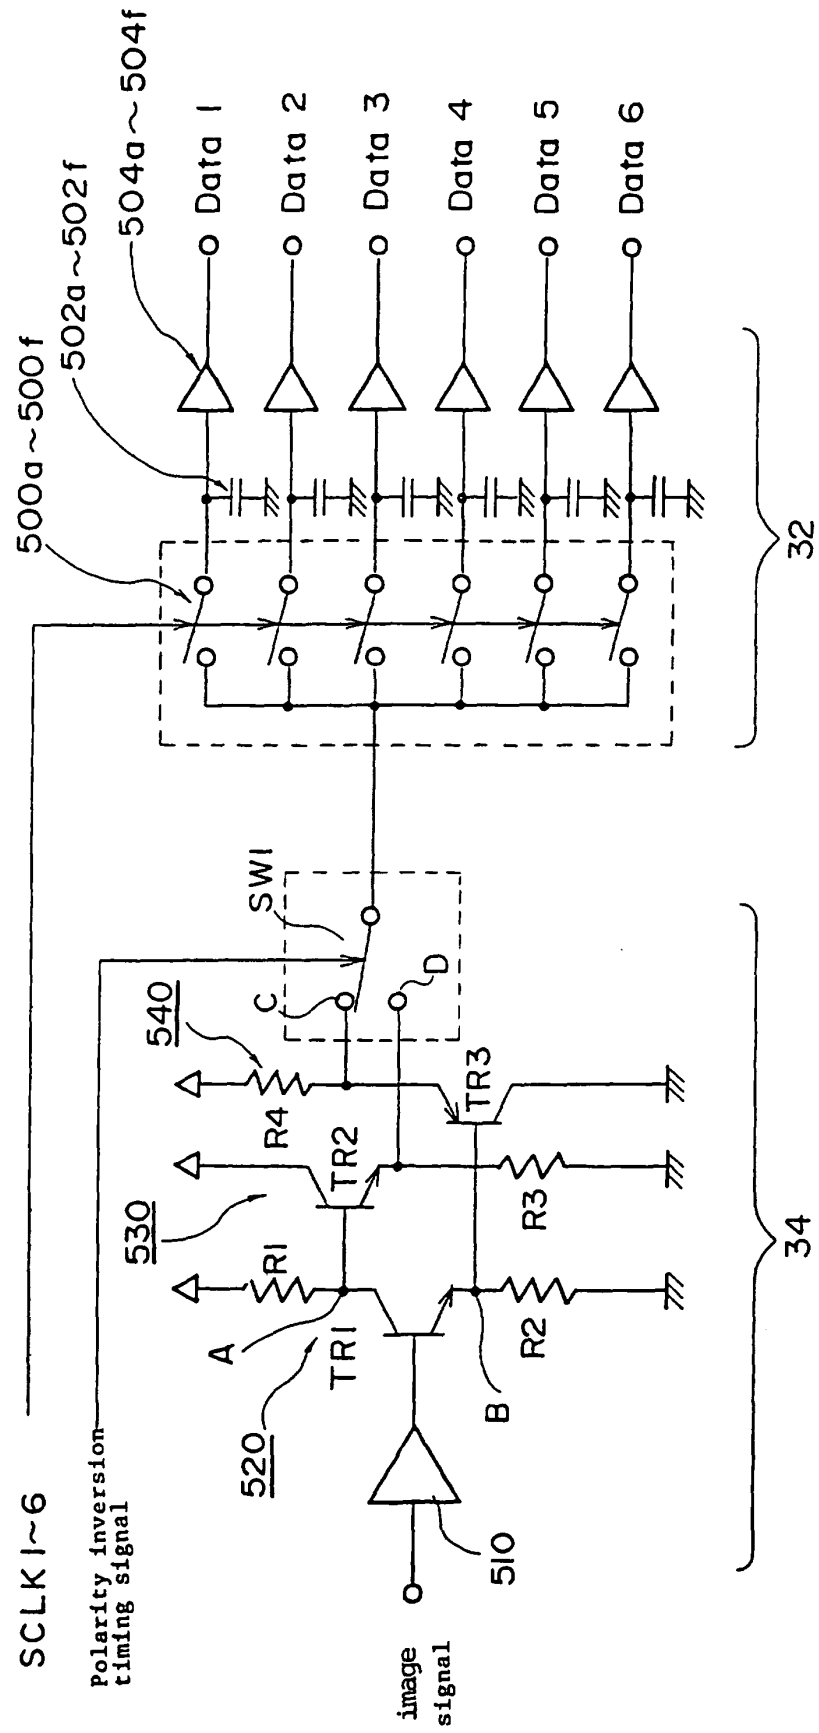 SCLK1~6
Polarity inversion
timing signal
image
signal
510
520
TR1
A
B
R1
R2
530
TR2
R3
540
R4
TR3
C
D
SW1
34
500a~500f
502a~502f
504a~504f
Data 1
Data 2
Data 3
Data 4
Data 5
Data 6
32